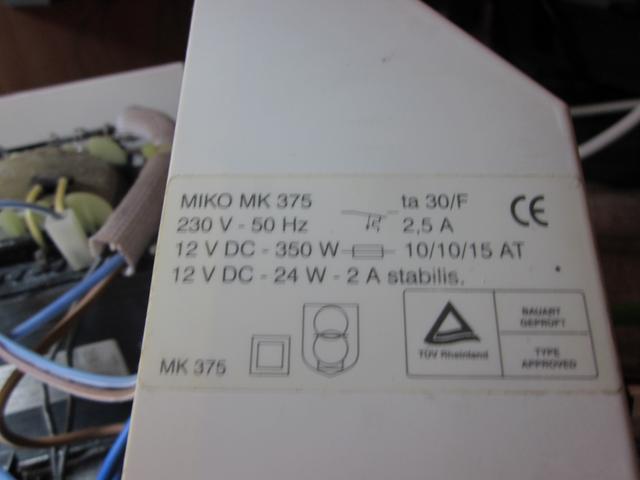 MIKO MK 375 ta 30/F
230 V - 50 Hz 2,5 A
12 V DC - 350 W 10/10/15 AT
12 V DC - 24 W - 2 A stabilis.
CE
MK 375
TÜV Rheinland
BAUART
GEPRÜFT
TYPE
APPROVED